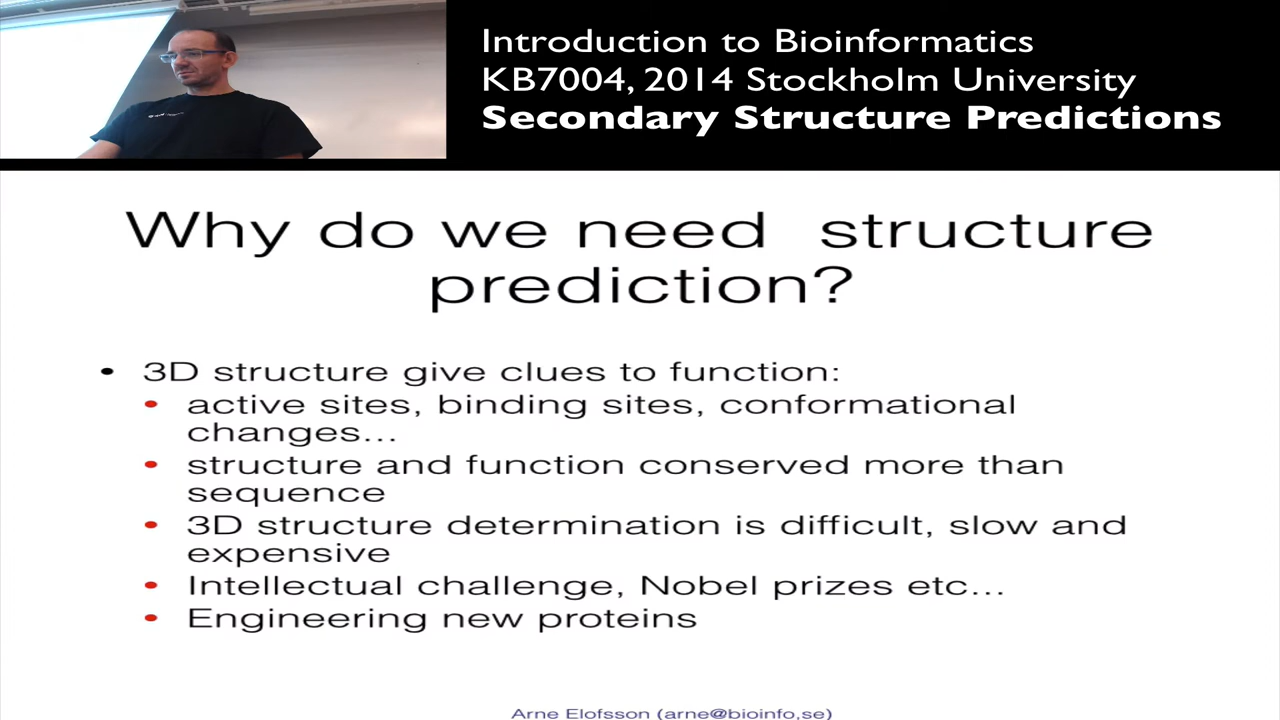 Introduction to Bioinformatics
KB7004, 2014 Stockholm University
Secondary Structure Predictions
Why do we need structure
prediction?
• 3D structure give clues to function:
• active sites, binding sites, conformational
changes...
• structure and function conserved more than
sequence
• 3D structure determination is difficult, slow and
expensive
• Intellectual challenge, Nobel prizes etc...
• Engineering new proteins
Arne Elofsson (arne@bioinfo,se)